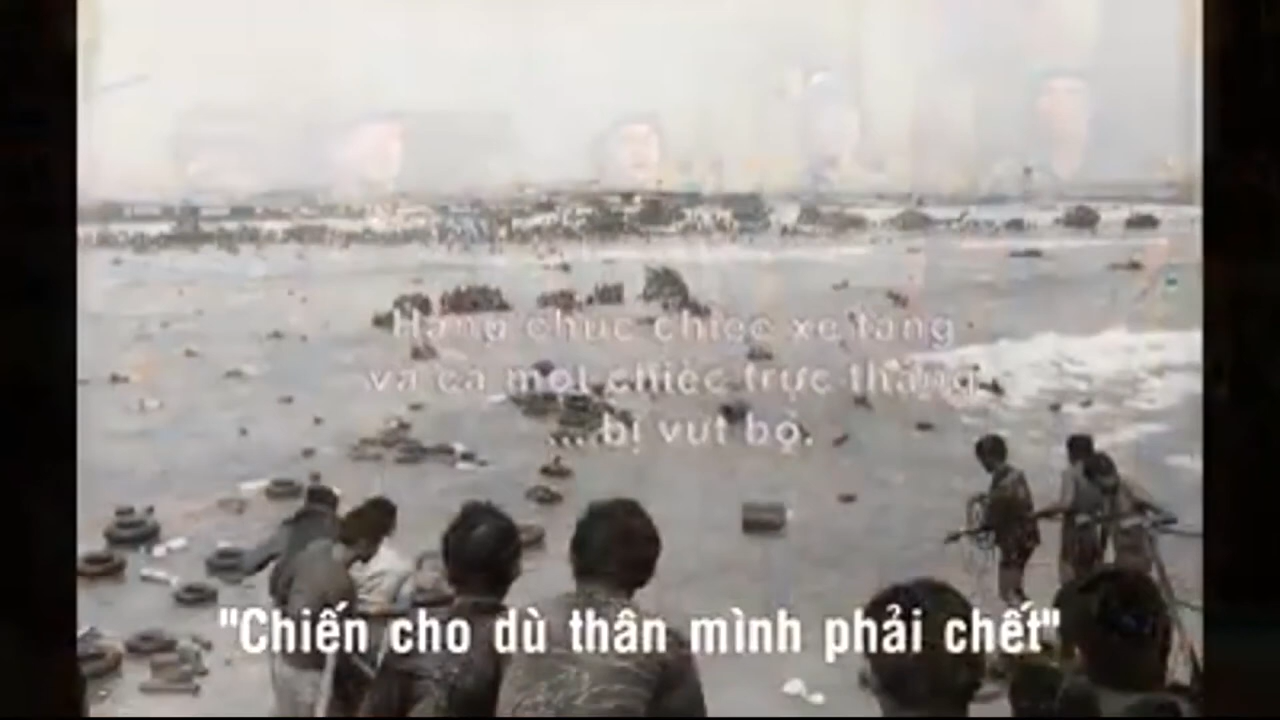 Hàng chục chiếc xe tăng
và cả một chiếc trực thăng
... bị vứt bỏ.
"Chiến cho dù thân mình phải chết"